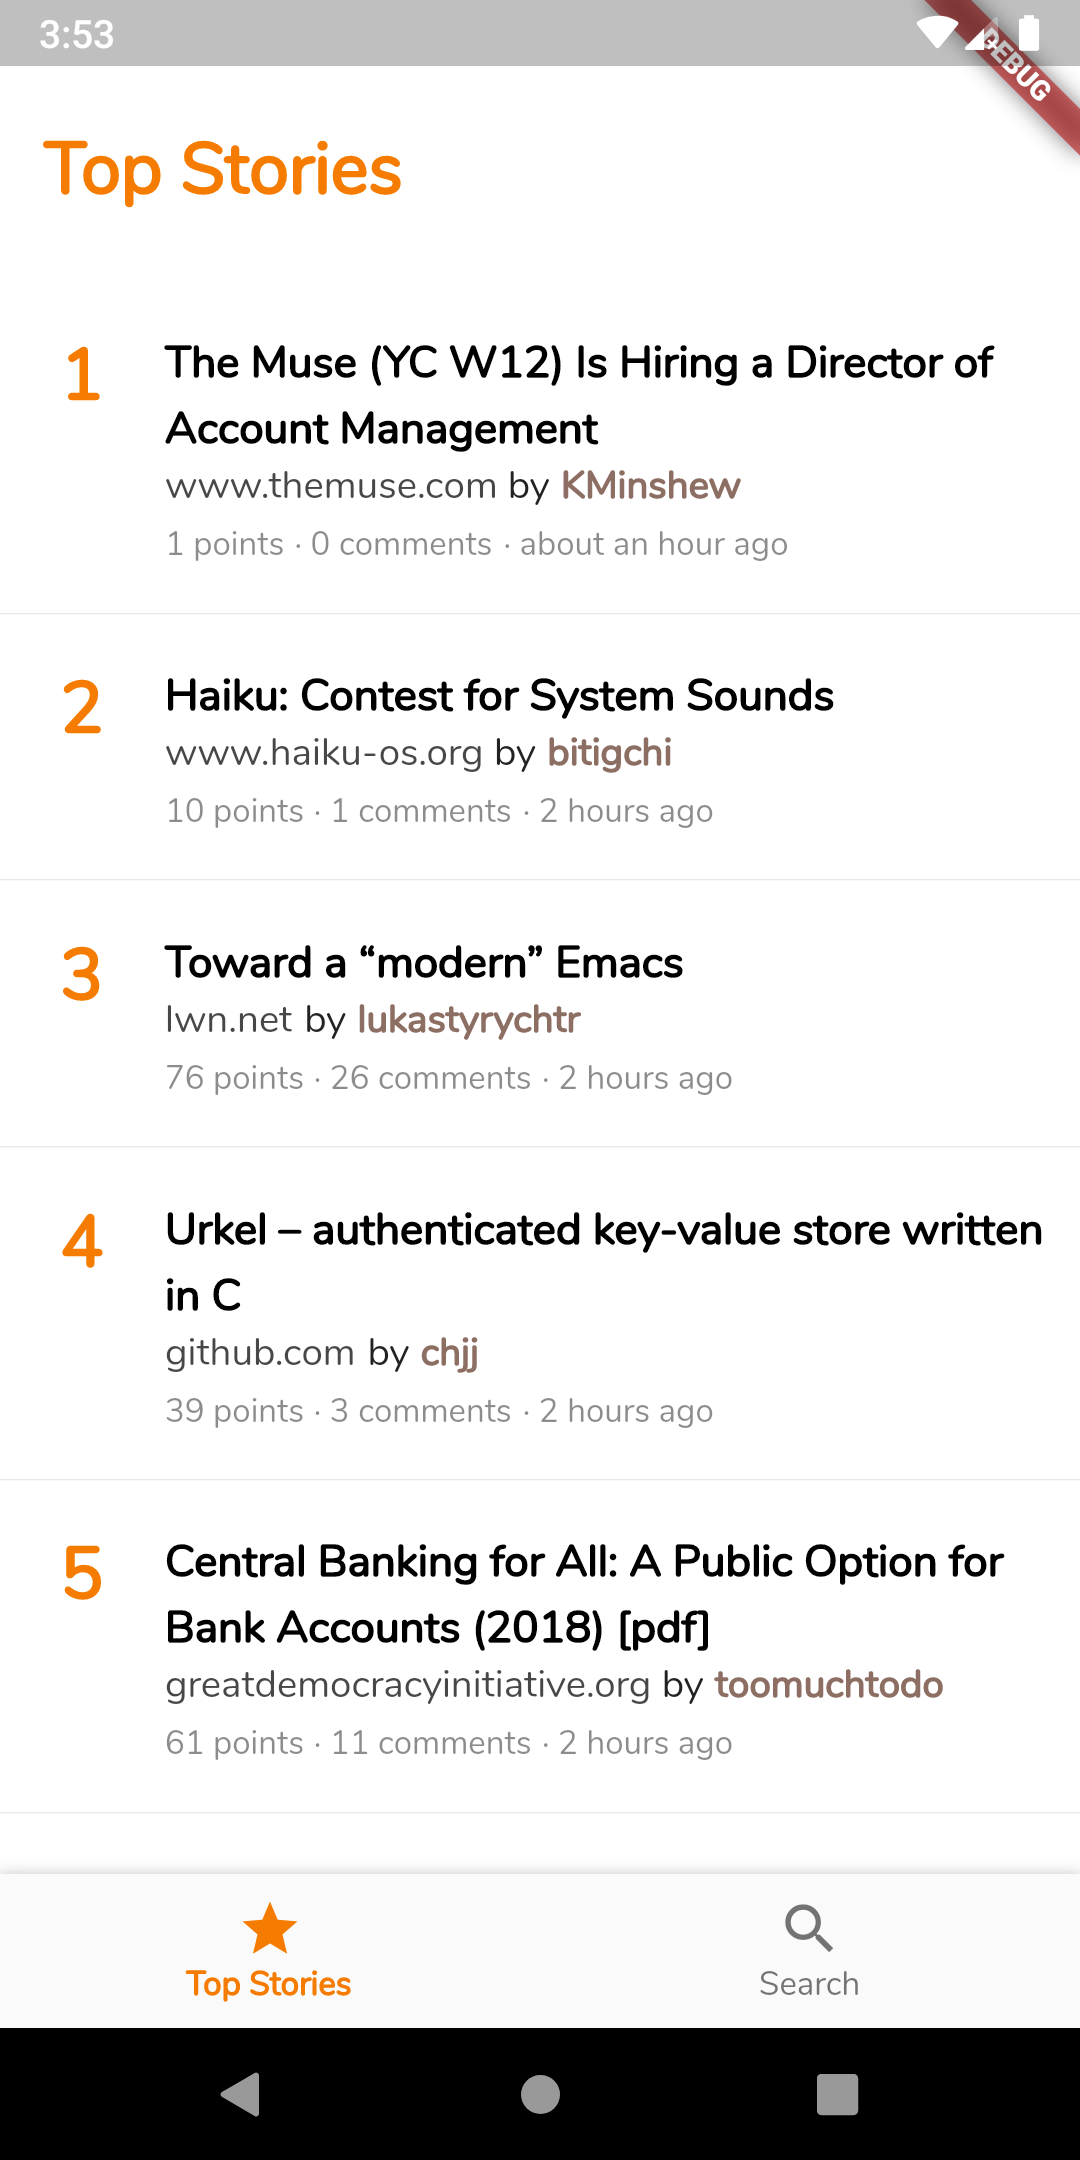 3:53
DEBUG
Top Stories
1
The Muse (YC W12) Is Hiring a Director of
Account Management
www.themuse.com by KMinshew
1 points · 0 comments · about an hour ago
2
Haiku: Contest for System Sounds
www.haiku-os.org by bitigchi
10 points · 1 comments · 2 hours ago
3
Toward a “modern” Emacs
lwn.net by lukastyrychtr
76 points · 26 comments · 2 hours ago
4
Urkel – authenticated key-value store written
in C
github.com by chjj
39 points · 3 comments · 2 hours ago
5
Central Banking for All: A Public Option for
Bank Accounts (2018) [pdf]
greatdemocracyinitiative.org by toomuchtodo
61 points · 11 comments · 2 hours ago
Top Stories
Search